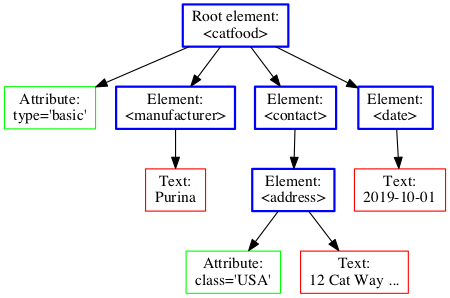 Root element:
<catfood>
Attribute:
type='basic'
Element:
<manufacturer>
Element:
<contact>
Element:
<date>
Text:
Purina
Element:
<address>
Text:
2019-10-01
Attribute:
class='USA'
Text:
12 Cat Way ...